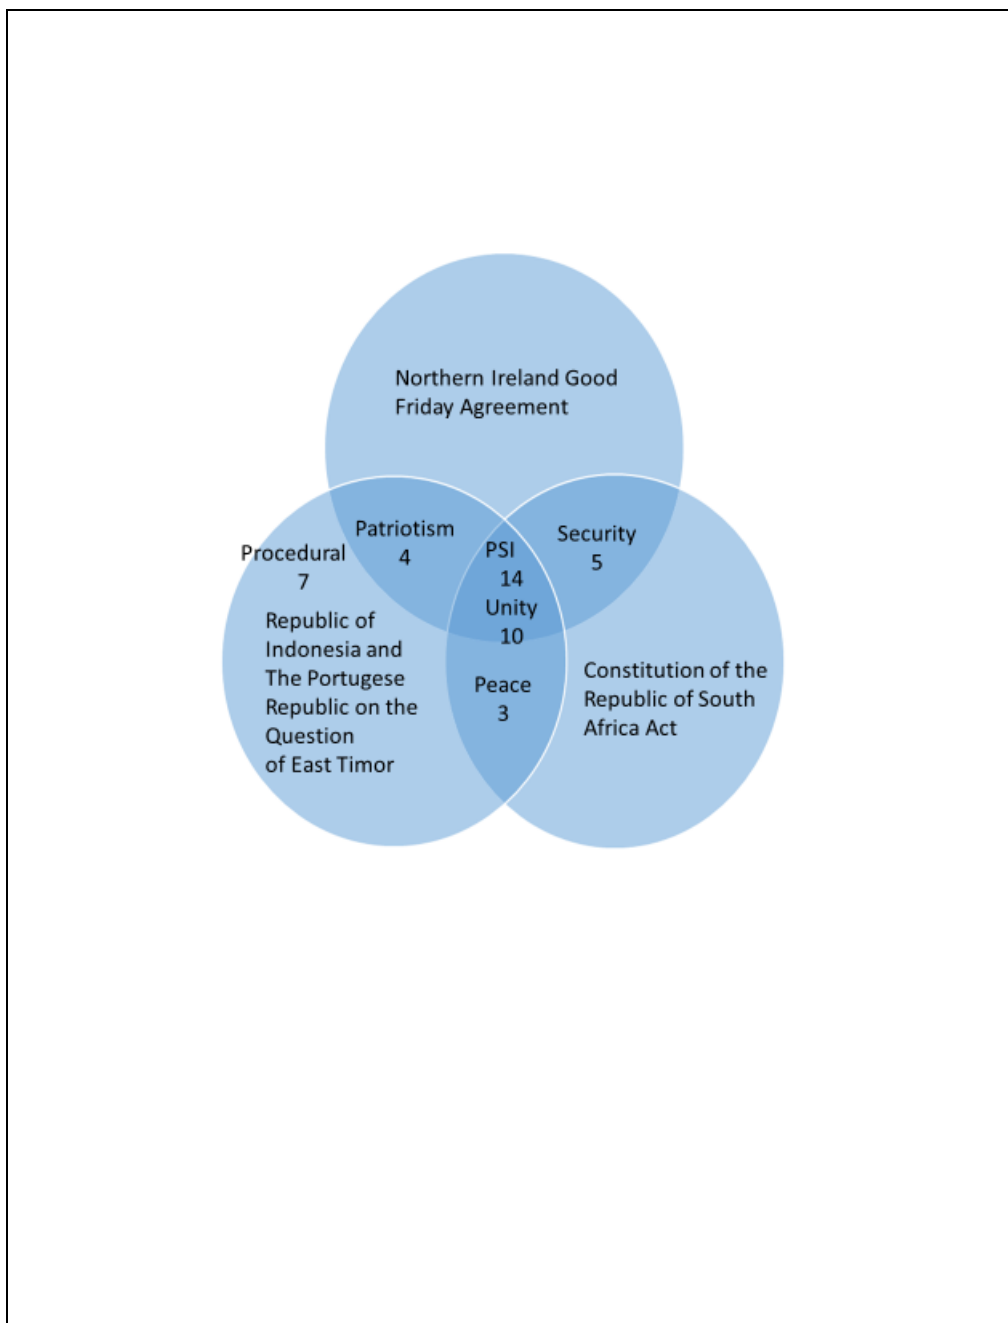 Northern Ireland Good
Friday Agreement
Patriotism
4
Procedural
7
PSI
14
Unity
10
Security
5
Republic of
Indonesia and
The Portugese
Republic on the
Question
of East Timor
Peace
3
Constitution of the
Republic of South
Africa Act